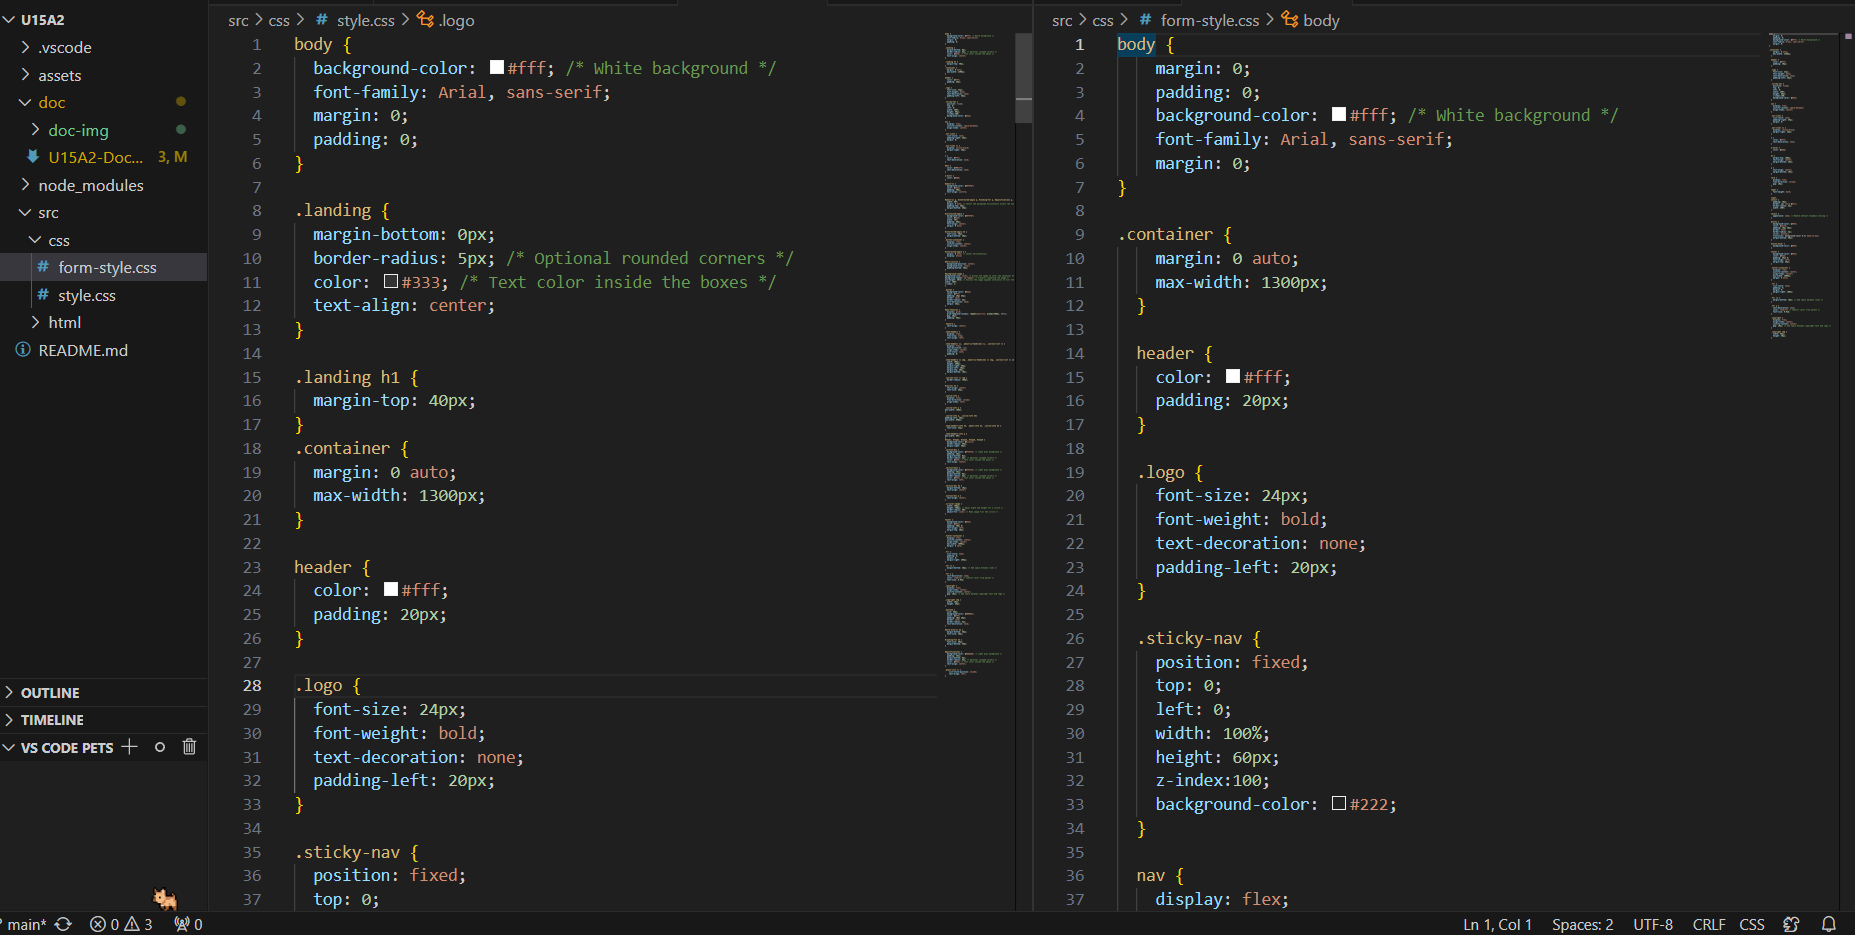 U15A2
.vscode
assets
doc
doc-img
U15A2-Doc... 3, M
node_modules
src
css
form-style.css
style.css
html
README.md
OUTLINE
TIMELINE
VS CODE PETS
src > css > # style.css > .logo
1 body {
2 background-color: #fff; /* White background */
3 font-family: Arial, sans-serif;
4 margin: 0;
5 padding: 0;
6 }
7
8 .landing {
9 margin-bottom: 0px;
10 border-radius: 5px; /* Optional rounded corners */
11 color: #333; /* Text color inside the boxes */
12 text-align: center;
13 }
14
15 .landing h1 {
16 margin-top: 40px;
17 }
18 .container {
19 margin: 0 auto;
20 max-width: 1300px;
21 }
22
23 header {
24 color: #fff;
25 padding: 20px;
26 }
27
28 .logo {
29 font-size: 24px;
30 font-weight: bold;
31 text-decoration: none;
32 padding-left: 20px;
33 }
34
35 .sticky-nav {
36 position: fixed;
37 top: 0;
src > css > # form-style.css > body
1 body {
2 margin: 0;
3 padding: 0;
4 background-color: #fff; /* White background */
5 font-family: Arial, sans-serif;
6 margin: 0;
7 }
8
9 .container {
10 margin: 0 auto;
11 max-width: 1300px;
12 }
13
14 header {
15 color: #fff;
16 padding: 20px;
17 }
18
19 .logo {
20 font-size: 24px;
21 font-weight: bold;
22 text-decoration: none;
23 padding-left: 20px;
24 }
25
26 .sticky-nav {
27 position: fixed;
28 top: 0;
29 left: 0;
30 width: 100%;
31 height: 60px;
32 z-index:100;
33 background-color: #222;
34 }
35
36 nav {
37 display: flex;
main* 0 3 0 Ln 1, Col 1 Spaces: 2 UTF-8 CRLF CSS